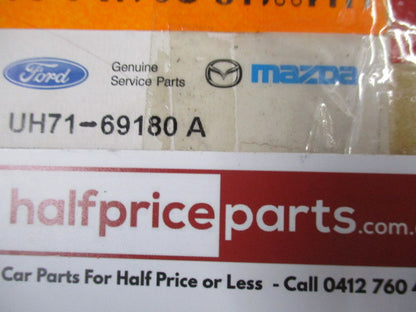 Ford
Genuine
Service Parts
mazda
UH71-69180 A
halfpriceparts.com.
Car Parts For Half Price or Less - Call 0412 760